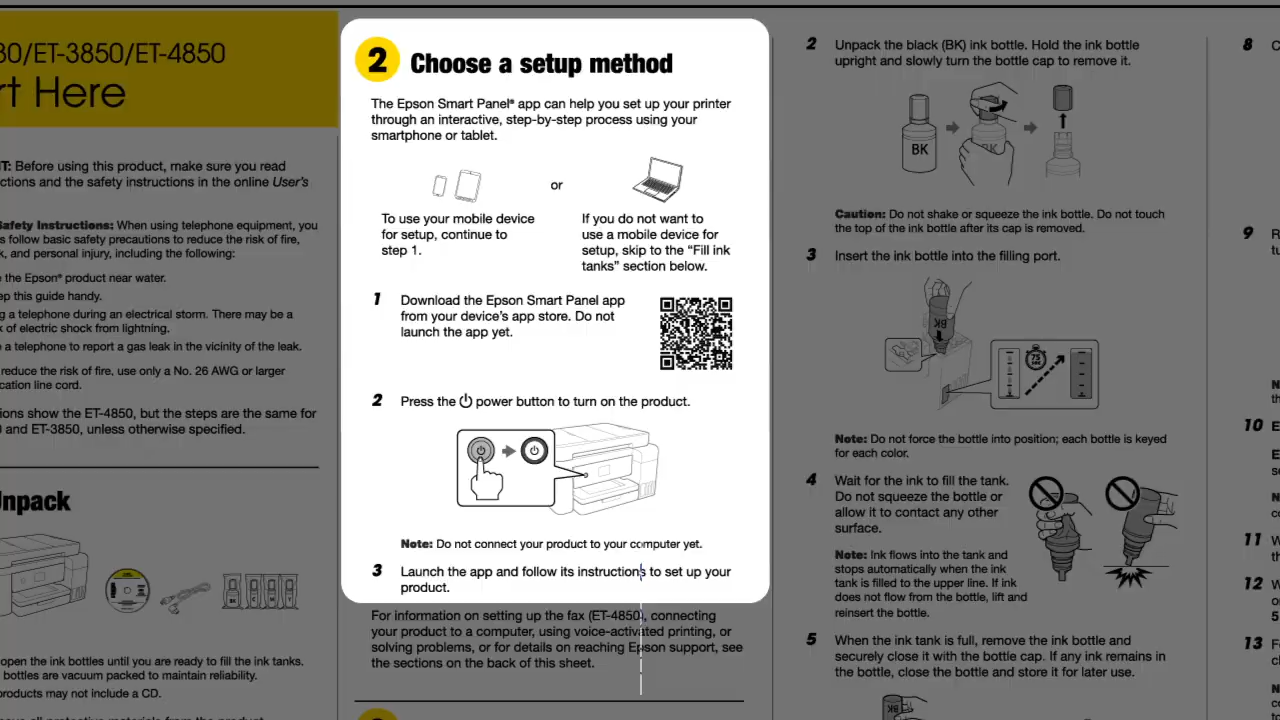 30/ET-3850/ET-4850
rt Here
T: Before using this product, make sure you read
ctions and the safety instructions in the online User's
Safety Instructions: When using telephone equipment, you
s follow basic safety precautions to reduce the risk of fire,
k, and personal injury, including the following:
e the Epson® product near water.
ep this guide handy.
g a telephone during an electrical storm. There may be a
k of electric shock from lightning.
e a telephone to report a gas leak in the vicinity of the leak.
reduce the risk of fire, use only a No. 26 AWG or larger
cation line cord.
ions show the ET-4850, but the steps are the same for
0 and ET-3850, unless otherwise specified.
Unpack
BK C M Y
open the ink bottles until you are ready to fill the ink tanks.
bottles are vacuum packed to maintain reliability.
products may not include a CD.
2 Choose a setup method
The Epson Smart Panel® app can help you set up your printer
through an interactive, step-by-step process using your
smartphone or tablet.
or
To use your mobile device
for setup, continue to
step 1.
If you do not want to
use a mobile device for
setup, skip to the “Fill ink
tanks” section below.
1 Download the Epson Smart Panel app
from your device's app store. Do not
launch the app yet.
2 Press the power button to turn on the product.
Note: Do not connect your product to your computer yet.
3 Launch the app and follow its instructions to set up your
product.
For information on setting up the fax (ET-4850), connecting
your product to a computer, using voice-activated printing, or
solving problems, or for details on reaching Epson support, see
the sections on the back of this sheet.
2 Unpack the black (BK) ink bottle. Hold the ink bottle
upright and slowly turn the bottle cap to remove it.
BK
BK
Caution: Do not shake or squeeze the ink bottle. Do not touch
the top of the ink bottle after its cap is removed.
3 Insert the ink bottle into the filling port.
BK
75
Note: Do not force the bottle into position; each bottle is keyed
for each color.
4 Wait for the ink to fill the tank.
Do not squeeze the bottle or
allow it to contact any other
surface.
Note: Ink flows into the tank and
stops automatically when the ink
tank is filled to the upper line. If ink
does not flow from the bottle, lift and
reinsert the bottle.
5 When the ink tank is full, remove the ink bottle and
securely close it with the bottle cap. If any ink remains in
the bottle, close the bottle and store it for later use.
BK
8 C
9 R
tu
N
th
10 E
E
se
N
co
11 W
th
12 W
o
5
13 F
cl
N
co